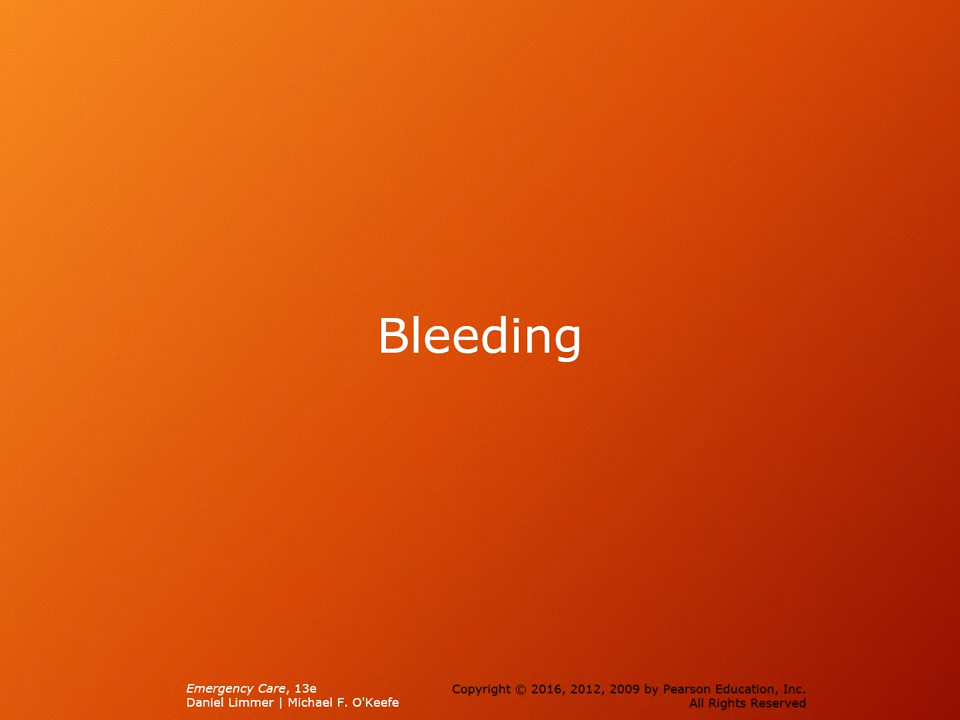 Bleeding
Emergency Care, 13e
Daniel Limmer | Michael F. O'Keefe
Copyright © 2016, 2012, 2009 by Pearson Education, Inc.
All Rights Reserved